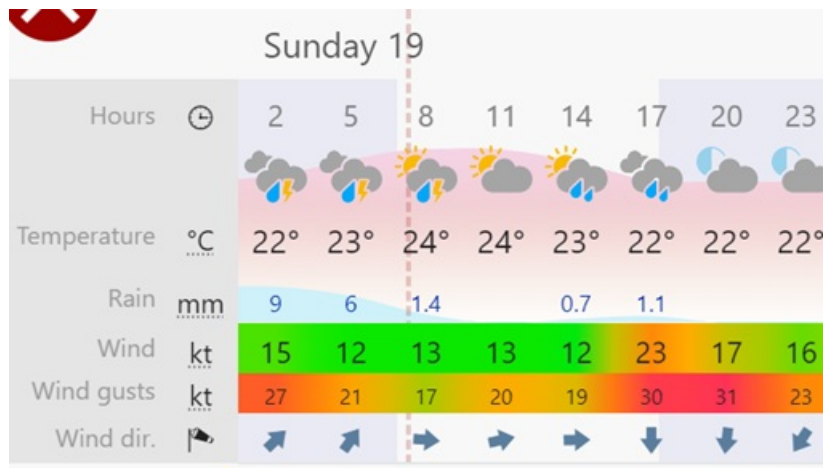 Sunday 19
Hours 2 5 8 11 14 17 20 23
Temperature °C 22° 23° 24° 24° 23° 22° 22° 22°
Rain mm 9 6 1.4 0.7 1.1
Wind kt 15 12 13 13 12 23 17 16
Wind gusts kt 27 21 17 20 19 30 31 23
Wind dir.